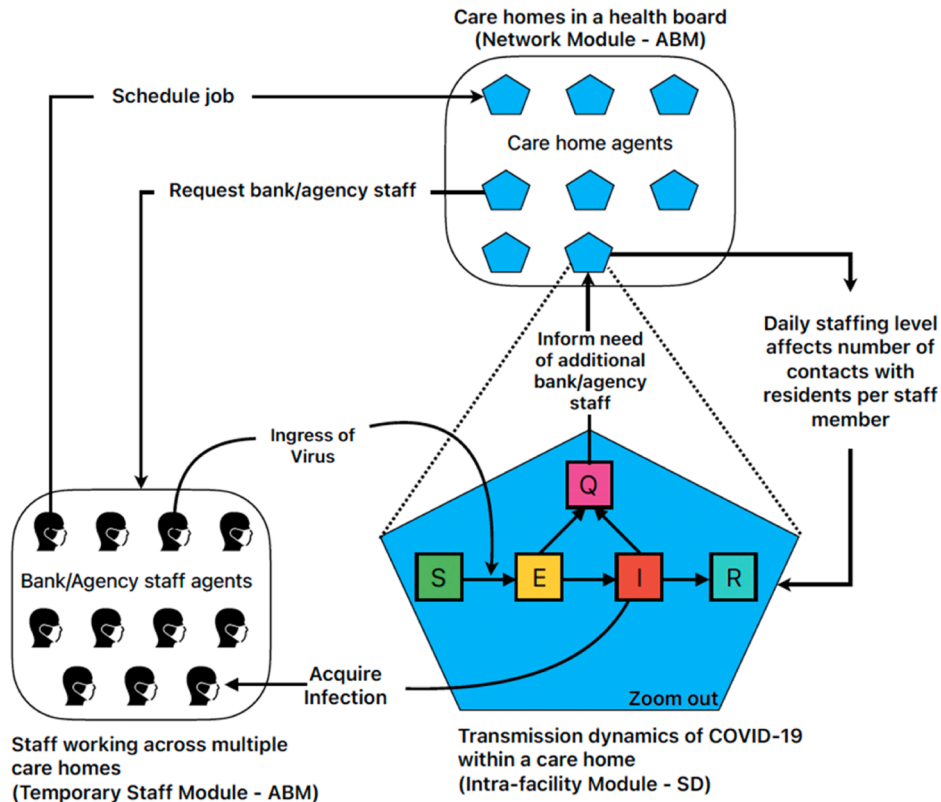 Care homes in a health board
(Network Module - ABM)
Schedule job
Care home agents
Request bank/agency staff
Inform need
of additional
bank/agency
staff
Daily staffing level
affects number of
contacts with
residents per staff
member
Ingress of
Virus
Q
Bank/Agency staff agents
S
E
I
R
Acquire
Infection
Zoom out
Staff working across multiple
care homes
(Temporary Staff Module - ABM)
Transmission dynamics of COVID-19
within a care home
(Intra-facility Module - SD)